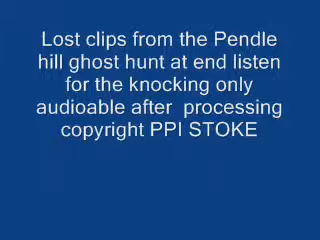 Lost clips from the Pendle
hill ghost hunt at end listen
for the knocking only
audioable after  processing
copyright PPI STOKE